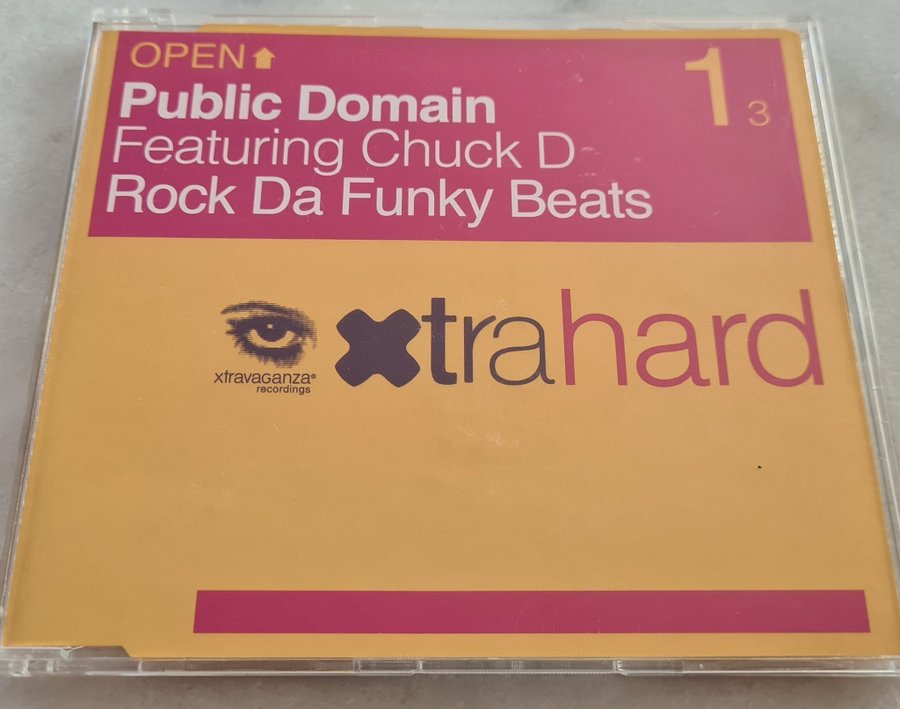 OPEN
Public Domain
Featuring Chuck D
Rock Da Funky Beats
1 3
xtravaganza®
recordings
xtrahard